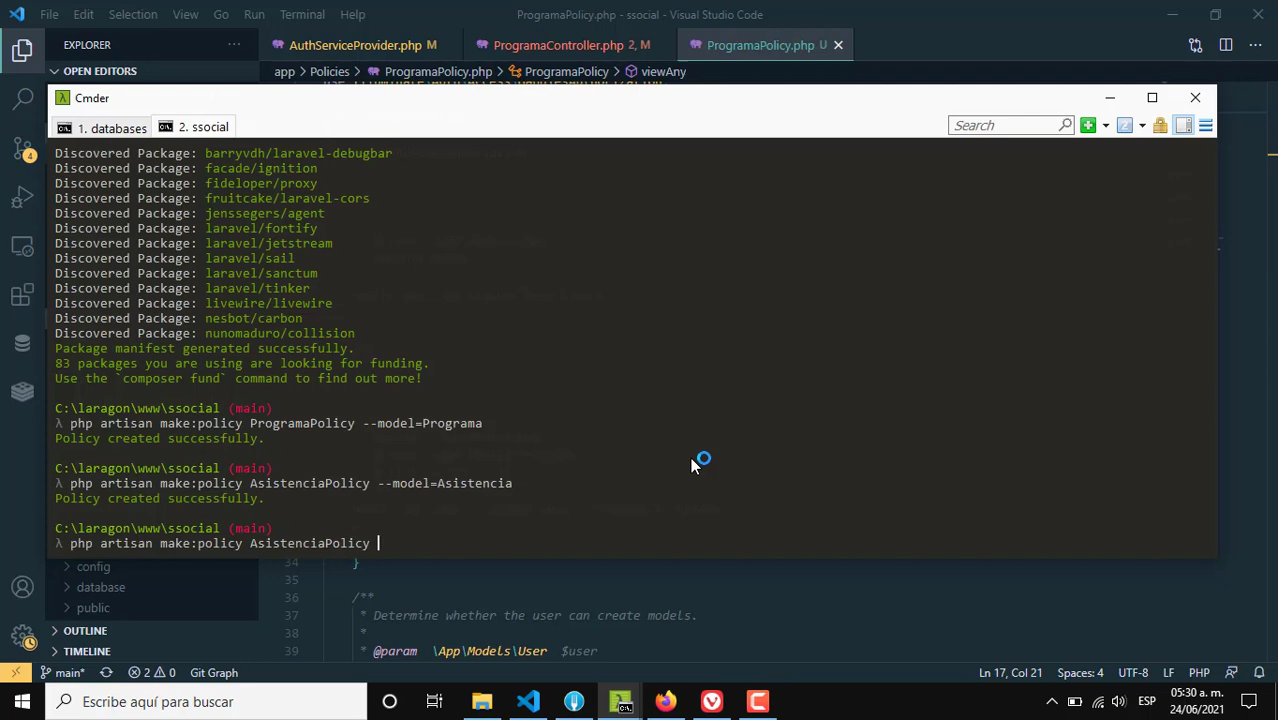 File Edit Selection View Go Run Terminal Help ProgramaPolicy.php - ssocial - Visual Studio Code
EXPLORER AuthServiceProvider.php M ProgramaController.php 2, M ProgramaPolicy.php U
OPEN EDITORS app > Policies > ProgramaPolicy.php > ProgramaPolicy > viewAny
Cmder
1. databases 2. ssocial Search
Discovered Package: barryvdh/laravel-debugbar
Discovered Package: facade/ignition
Discovered Package: fideloper/proxy
Discovered Package: fruitcake/laravel-cors
Discovered Package: jenssegers/agent
Discovered Package: laravel/fortify
Discovered Package: laravel/jetstream
Discovered Package: laravel/sail
Discovered Package: laravel/sanctum
Discovered Package: laravel/tinker
Discovered Package: livewire/livewire
Discovered Package: nesbot/carbon
Discovered Package: nunomaduro/collision
Package manifest generated successfully.
83 packages you are using are looking for funding.
Use the `composer fund` command to find out more!
C:\laragon\www\ssocial (main)
λ php artisan make:policy ProgramaPolicy --model=Programa
Policy created successfully.
C:\laragon\www\ssocial (main)
λ php artisan make:policy AsistenciaPolicy --model=Asistencia
Policy created successfully.
C:\laragon\www\ssocial (main)
λ php artisan make:policy AsistenciaPolicy
config 34 }
database 35
public 36 /**
37 * Determine whether the user can create models.
OUTLINE 38 *
TIMELINE 39 * @param \App\Models\User $user
main* 2 0 Git Graph Ln 17, Col 21 Spaces: 4 UTF-8 LF PHP
4
Escribe aquí para buscar ESP 05:30 a. m.
24/06/2021